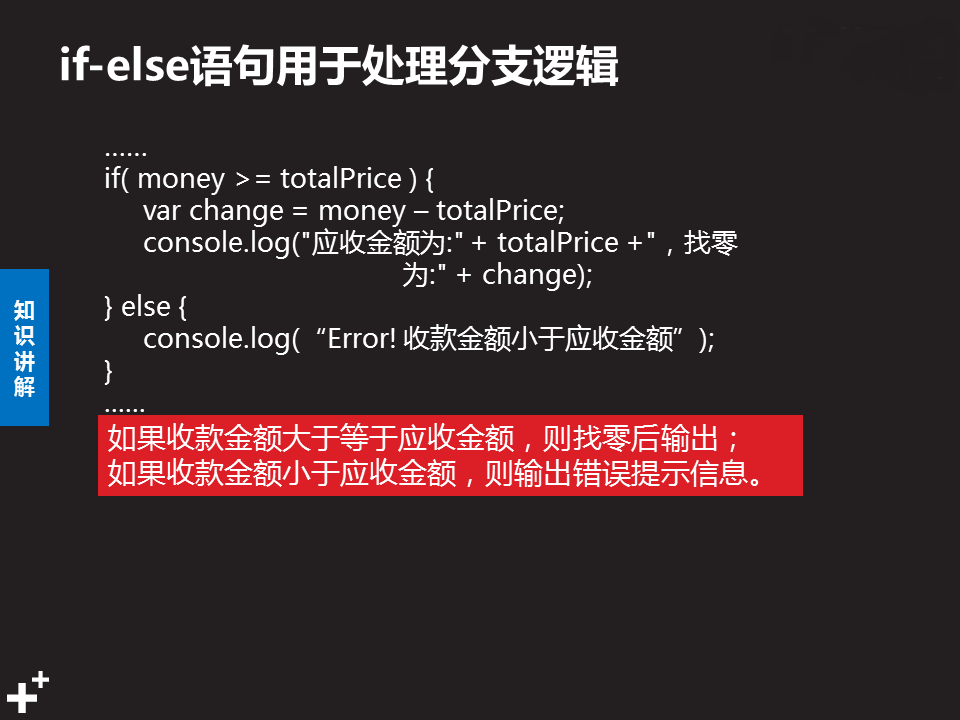 if-else语句用于处理分支逻辑
……
if( money >= totalPrice ) {
var change = money – totalPrice;
console.log("应收金额为:" + totalPrice +"，找零
为:" + change);
} else {
console.log(“Error! 收款金额小于应收金额”);
}
……
如果收款金额大于等于应收金额，则找零后输出；
如果收款金额小于应收金额，则输出错误提示信息。
知
识
讲
解